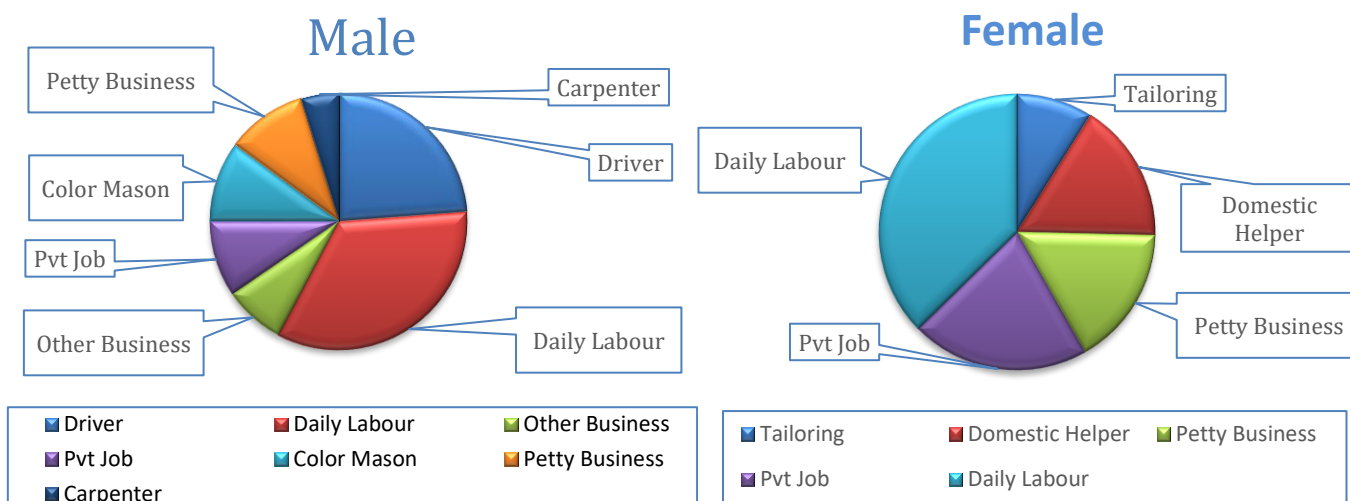 Male
Petty Business
Carpenter
Driver
Color Mason
Pvt Job
Other Business
Daily Labour
Driver
Daily Labour
Other Business
Pvt Job
Color Mason
Petty Business
Carpenter
Female
Tailoring
Daily Labour
Domestic
Helper
Petty Business
Pvt Job
Tailoring
Domestic Helper
Petty Business
Pvt Job
Daily Labour